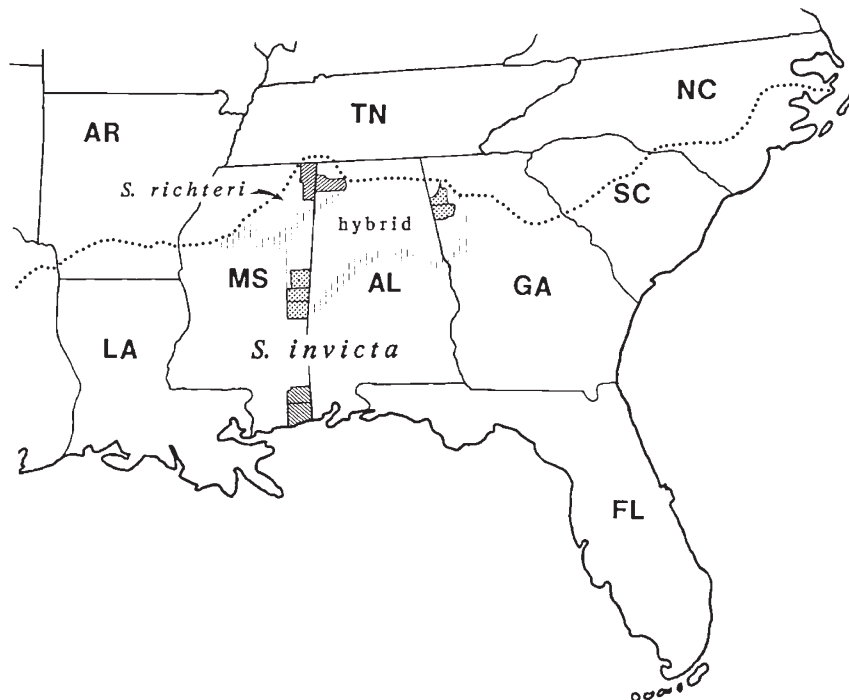 TN
NC
AR
S. richteri
SC
hybrid
MS
AL
GA
LA
S. invicta
FL